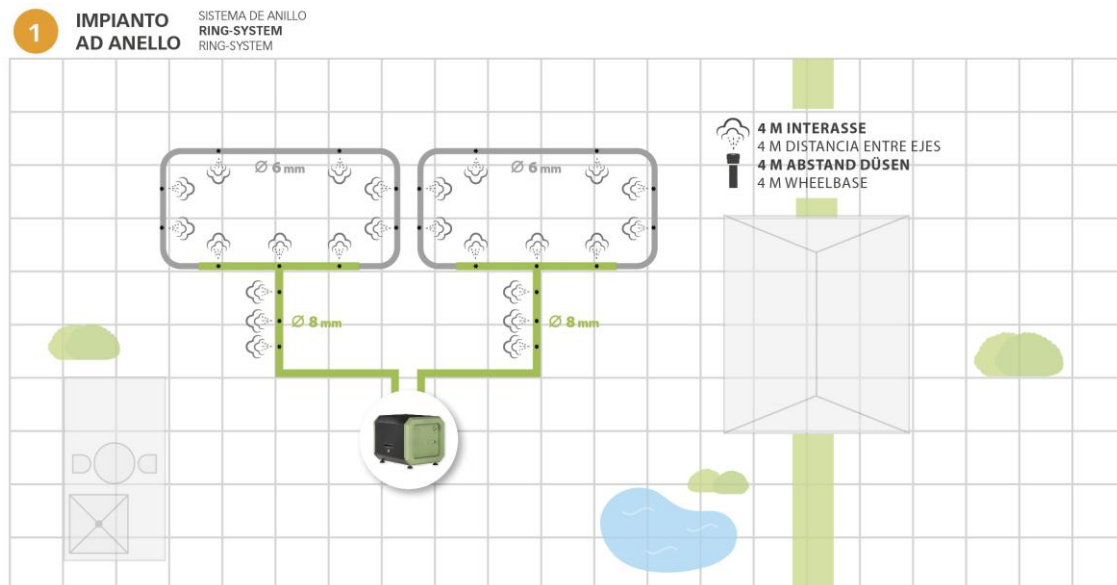 1
IMPIANTO
AD ANELLO
SISTEMA DE ANILLO
RING-SYSTEM
RING-SYSTEM
4 M INTERASSE
4 M DISTANCIA ENTRE EJES
4 M ABSTAND DÜSEN
4 M WHEELBASE
Ø 6 mm
Ø 6 mm
Ø 8 mm
Ø 8 mm